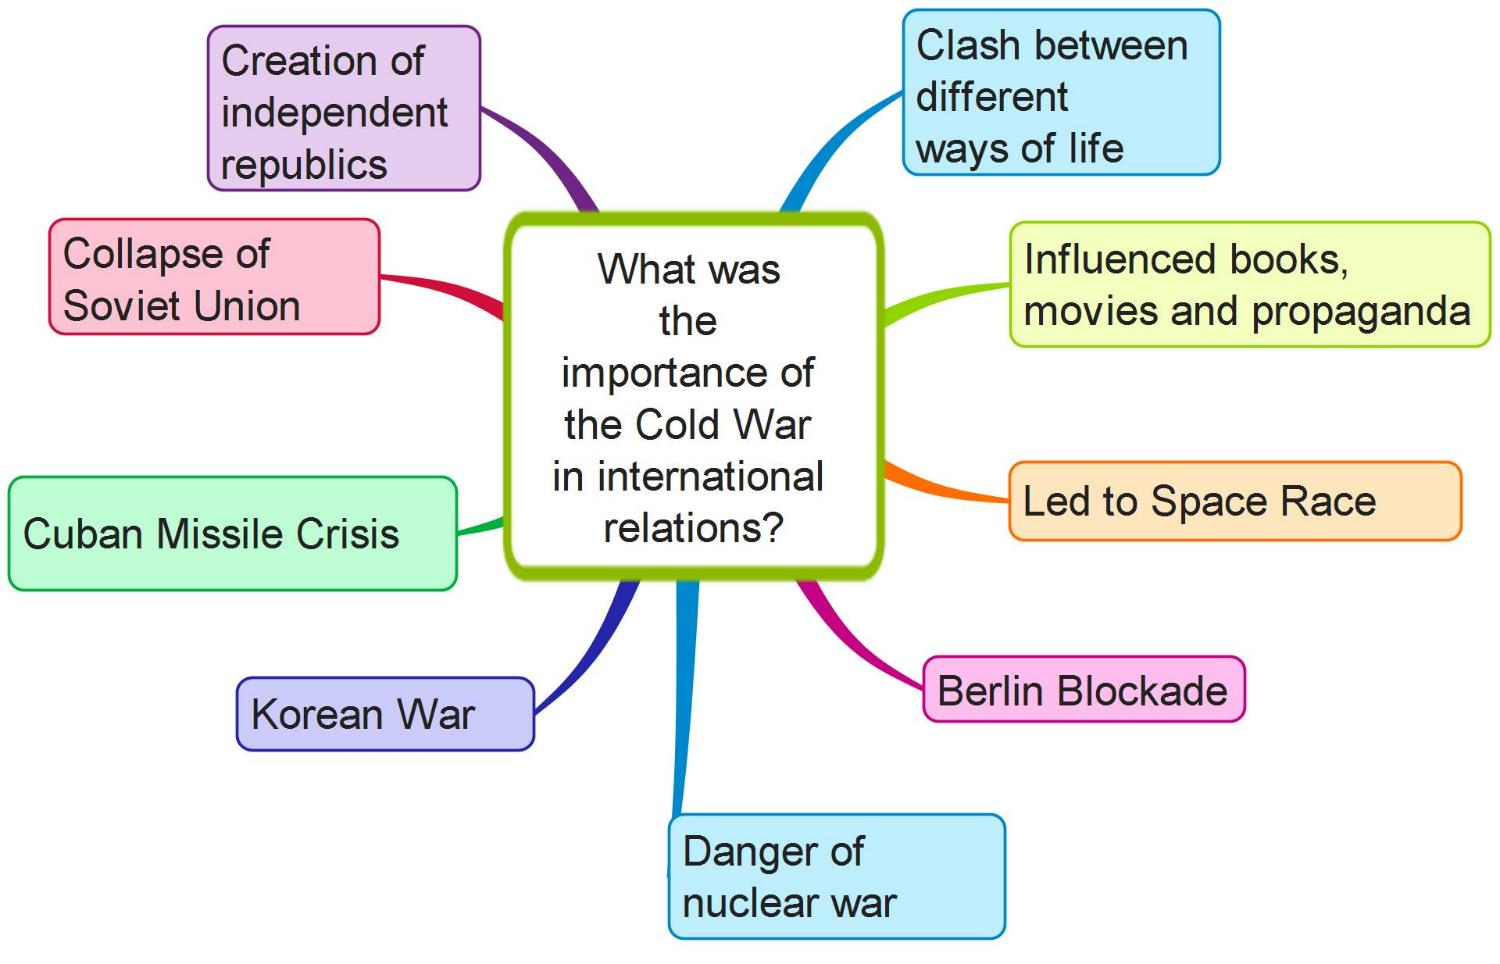 Creation of
independent
republics
Clash between
different
ways of life
Collapse of
Soviet Union
What was
the
importance of
the Cold War
in international
relations?
Influenced books,
movies and propaganda
Cuban Missile Crisis
Led to Space Race
Korean War
Berlin Blockade
Danger of
nuclear war